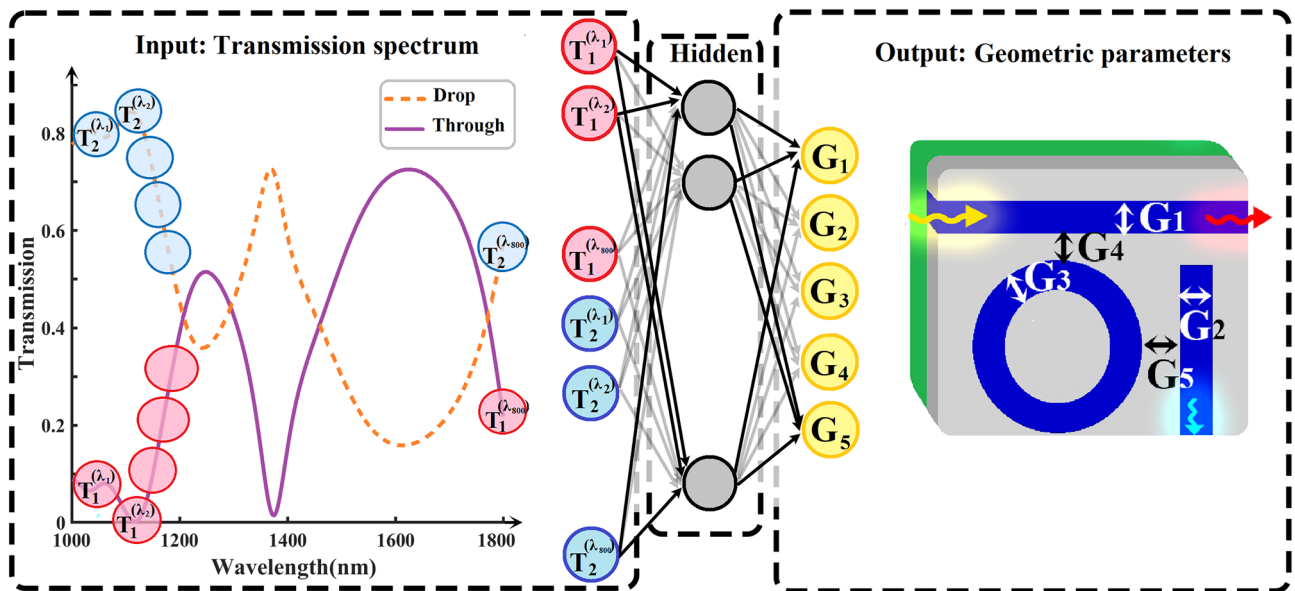 Input: Transmission spectrum
Drop
Through
Transmission
0.8
0.6
0.4
0.2
0
1000
1200
1400
1600
1800
Wavelength(nm)
T₂^(λ₁)
T₂^(λ₂)
T₂^(λ₈₀₀)
T₁^(λ₁)
T₁^(λ₂)
T₁^(λ₈₀₀)
T₁^(λ₁)
T₁^(λ₂)
T₁^(λ₈₀₀)
T₂^(λ₁)
T₂^(λ₂)
T₂^(λ₈₀₀)
Hidden
G₁
G₂
G₃
G₄
G₅
Output: Geometric parameters
G₁
G₄
G₃
G₂
G₅